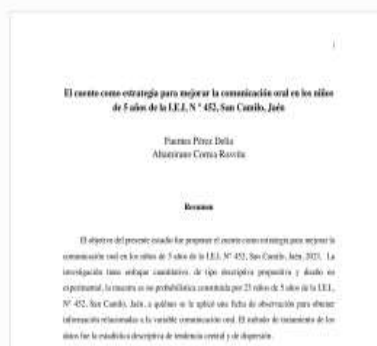 El cuento como estrategia para mejorar la comunicación oral en los niños
de 5 años de la I.E.I. N ° 452, San Camilo, Jaén
Fuentes Pérez Delia
Altamirano Correa Rosvita
Resumen
El objetivo del presente estudio fue proponer el cuento como estrategia para mejorar la
comunicación oral en los niños de 5 años de la I.E.I. N° 452, San Camilo, Jaén, 2021. La
investigación tiene enfoque cuantitativo, de tipo descriptiva propositiva y diseño no
experimental, la muestra es no probabilística constituida por 23 niños de 5 años de la I.E.I.,
N° 452, San Camilo, Jaén, a quiénes se le aplicó una ficha de observación para obtener
información relacionadas a la variable comunicación oral. El método de tratamiento de los
datos fue la estadística descriptiva de tendencia central y de dispersión.